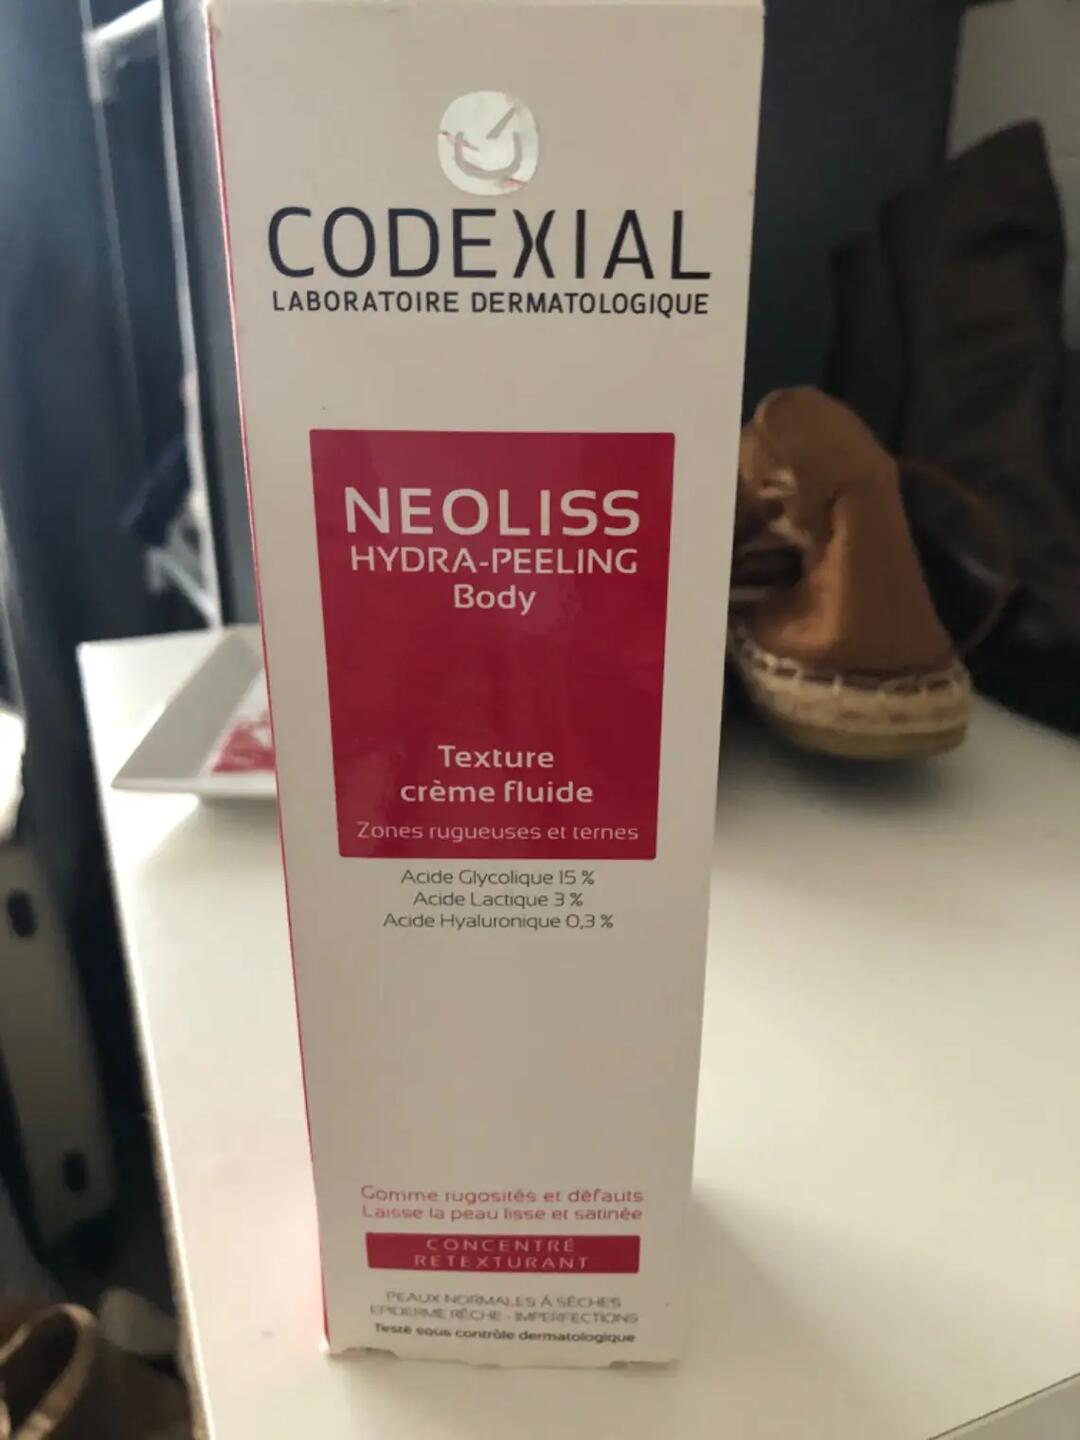 CODEXIAL
LABORATOIRE DERMATOLOGIQUE
NEOLISS
HYDRA-PEELING
Body
Texture
crème fluide
Zones rugueuses et ternes
Acide Glycolique 15 %
Acide Lactique 3 %
Acide Hyaluronique 0,3 %
Gomme rugosités et défauts
Laisse la peau lisse et satinée
CONCENTRÉ
RETEXTURANT
PEAUX NORMALES À SÈCHES
EPIDERME RÊCHE - IMPERFECTIONS
Testé sous contrôle dermatologique